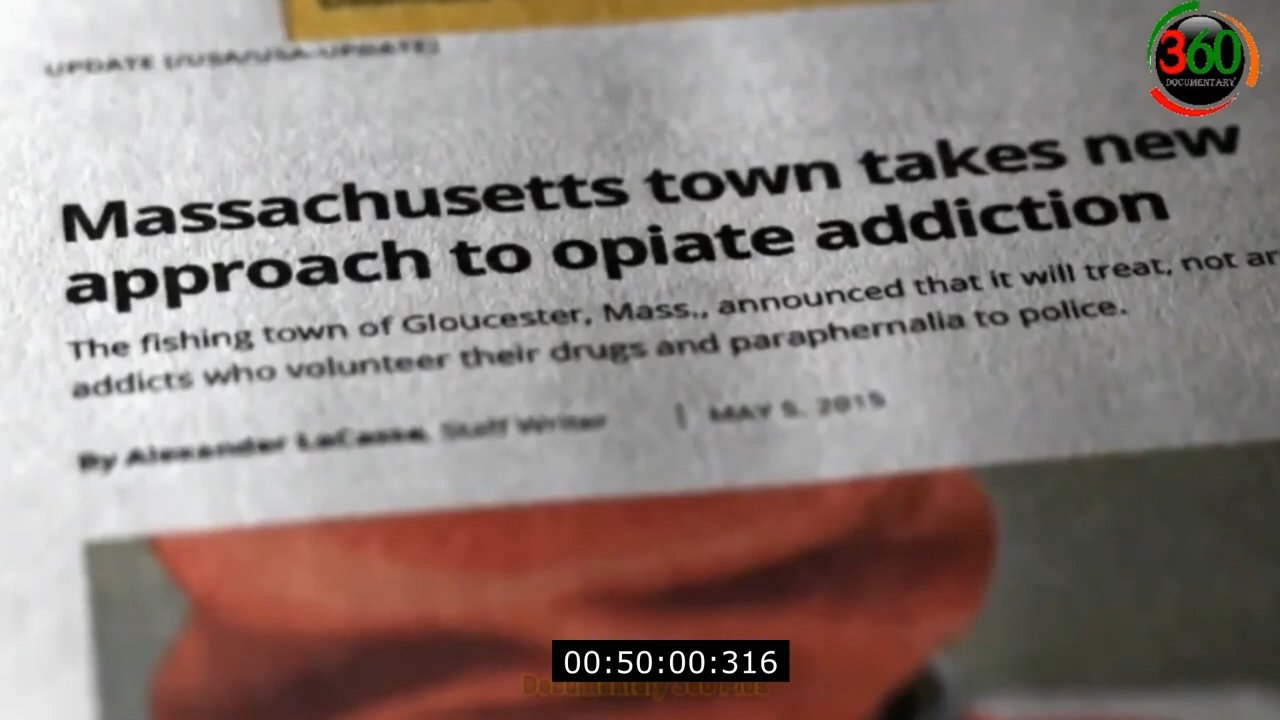 UPDATE (/USA/USA-UPDATE)
360
DOCUMENTARY
Massachusetts town takes new
approach to opiate addiction
The fishing town of Gloucester, Mass., announced that it will treat, not
addicts who volunteer their drugs and paraphernalia to police.
By Alexander LaCasse, Staff Writer | MAY 5, 2015
00:50:00:316